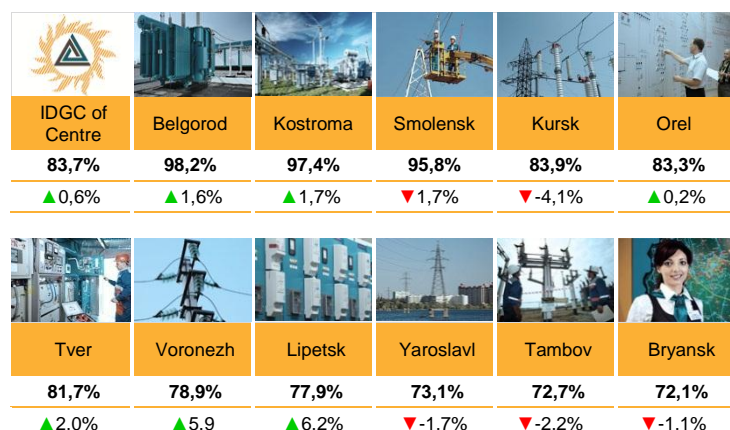 IDGC of
Centre
Belgorod
Kostroma
Smolensk
Kursk
Orel
83,7%
98,2%
97,4%
95,8%
83,9%
83,3%
▲0,6%
▲1,6%
▲1,7%
▼1,7%
▼-4,1%
▲0,2%
Tver
Voronezh
Lipetsk
Yaroslavl
Tambov
Bryansk
81,7%
78,9%
77,9%
73,1%
72,7%
72,1%
▲2,0%
▲5,9
▲6,2%
▼-1,7%
▼-2,2%
▼-1,1%